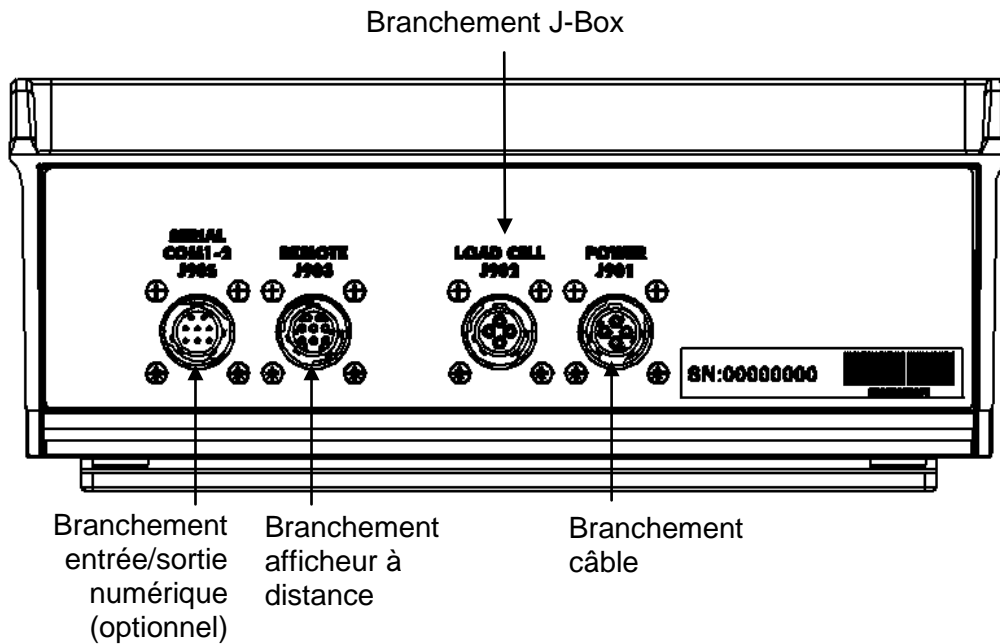 Branchement J-Box
SERIAL
COM1-2
J905
REMOTE
J903
LOAD CELL
J902
POWER
J901
SN:00000000
Branchement
entrée/sortie
numérique
(optionnel)
Branchement
afficheur à
distance
Branchement
câble